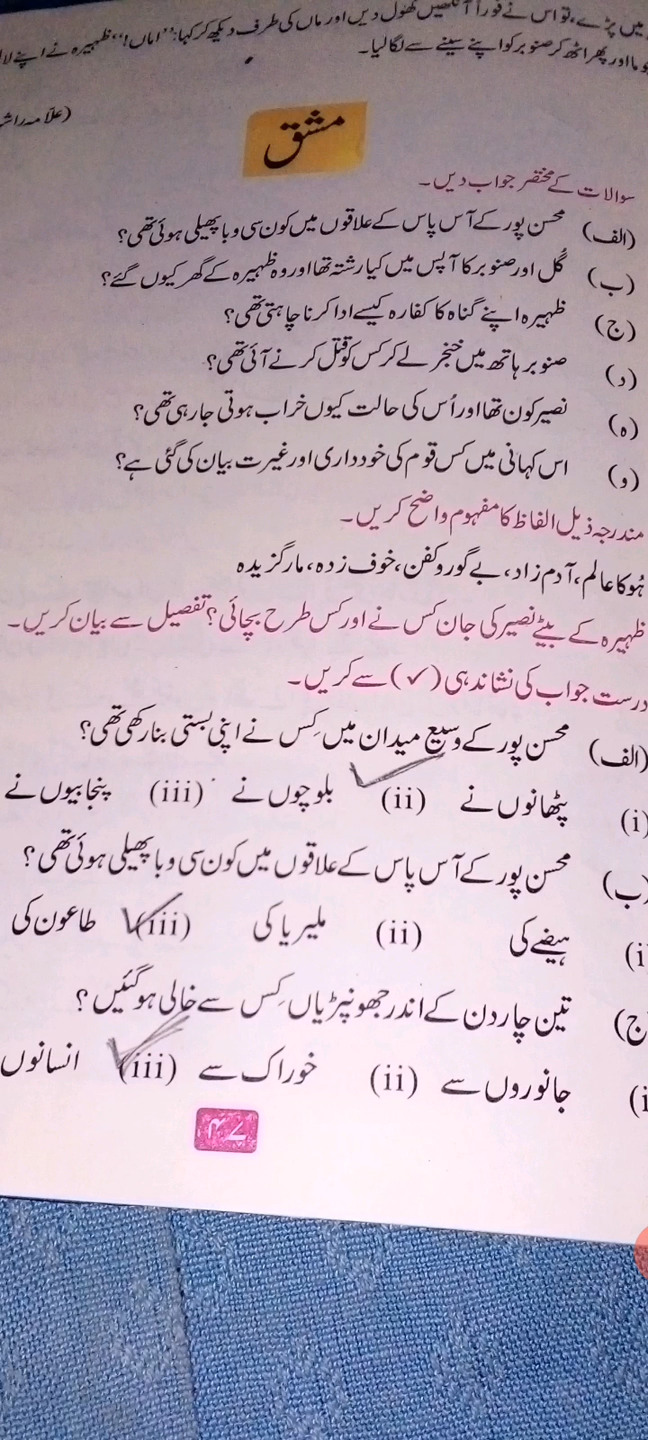 میں پڑے، تو اس نے فوراً آنکھیں کھول دیں اور ماں کی طرف دیکھ کر کہا: ’’اماں!‘‘ ظہیرہ نے اپنے
اور پھر اٹھ کر صنوبر کو اپنے سینے سے لگا لیا۔
(علامہ
مشق
سوالات کے مختصر جواب دیں۔
(الف) محسن پور کے آس پاس کے علاقوں میں کون سی وبا پھیلی ہوئی تھی؟
(ب) گُل اور صنوبر کا آپس میں کیا رشتہ تھا اور وہ ظہیرہ کے گھر کیوں گئے؟
(ج) ظہیرہ اپنے گناہ کا کفارہ کیسے ادا کرنا چاہتی تھی؟
(د) صنوبر ہاتھ میں خنجر لے کر کس کو قتل کرنے آئی تھی؟
(ہ) نصیر کون تھا اور اُس کی حالت کیوں خراب ہوتی جا رہی تھی؟
(و) اس کہانی میں کس قوم کی خودداری اور غیرت بیان کی گئی ہے؟
مندرجہ ذیل الفاظ کا مفہوم واضح کریں۔
ہُو کا عالم، آدم زاد، بے گور و کفن، خوف زدہ، مار گزیدہ
ظہیرہ کے بیٹے نصیر کی جان کس نے اور کس طرح بچائی؟ تفصیل سے بیان کریں۔
درست جواب کی نشاندہی (✓) سے کریں۔
(الف) محسن پور کے وسیع میدان میں کِس نے اپنی بستی بنا رکھی تھی؟
(i) پٹھانوں نے (ii) بلوچوں نے (iii) پنجابیوں نے
(ب) محسن پور کے آس پاس کے علاقوں میں کون سی وبا پھیلی ہوئی تھی؟
(i) ہیضے کی (ii) ملیریا کی (iii) طاعون کی
(ج) تین چار دن کے اندر جھونپڑیاں کِس سے خالی ہو گئیں؟
(i) جانوروں سے (ii) خوراک سے (iii) انسانوں
۴۷